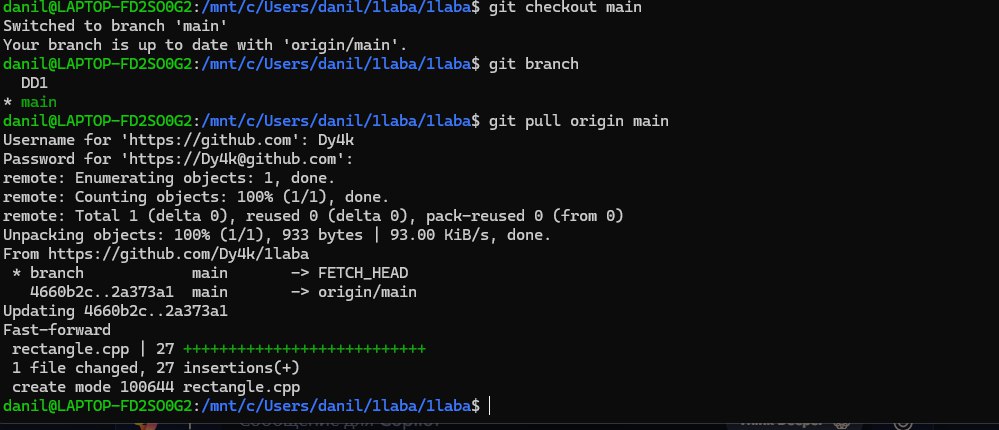 danil@LAPTOP-FD2SO0G2:/mnt/c/Users/danil/1laba/1laba$ git checkout main
Switched to branch 'main'
Your branch is up to date with 'origin/main'.
danil@LAPTOP-FD2SO0G2:/mnt/c/Users/danil/1laba/1laba$ git branch
  DD1
* main
danil@LAPTOP-FD2SO0G2:/mnt/c/Users/danil/1laba/1laba$ git pull origin main
Username for 'https://github.com': Dy4k
Password for 'https://Dy4k@github.com':
remote: Enumerating objects: 1, done.
remote: Counting objects: 100% (1/1), done.
remote: Total 1 (delta 0), reused 0 (delta 0), pack-reused 0 (from 0)
Unpacking objects: 100% (1/1), 933 bytes | 93.00 KiB/s, done.
From https://github.com/Dy4k/1laba
 * branch            main       -> FETCH_HEAD
   4660b2c..2a373a1  main       -> origin/main
Updating 4660b2c..2a373a1
Fast-forward
 rectangle.cpp | 27 +++++++++++++++++++++++++++
 1 file changed, 27 insertions(+)
 create mode 100644 rectangle.cpp
danil@LAPTOP-FD2SO0G2:/mnt/c/Users/danil/1laba/1laba$
Сообщение для Copilot